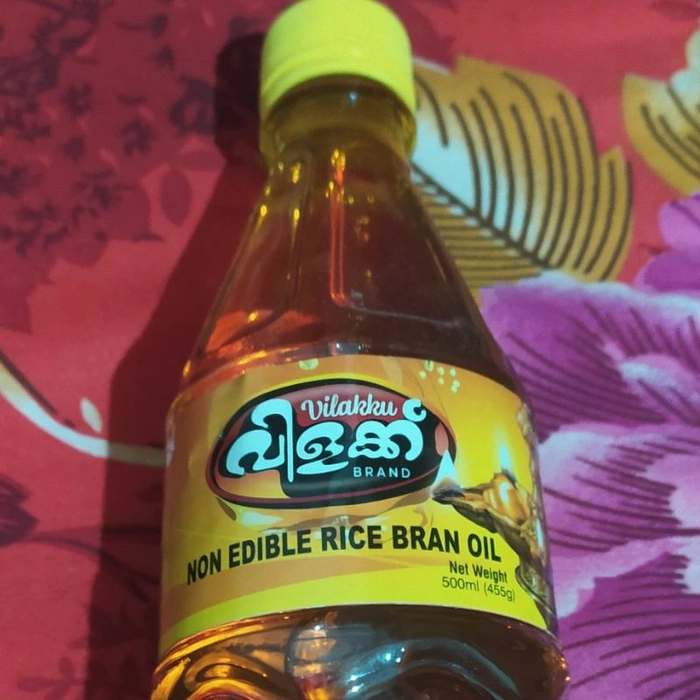 Vilakku
വിളക്ക്
BRAND
NON EDIBLE RICE BRAN OIL
Net Weight
500ml (455g)